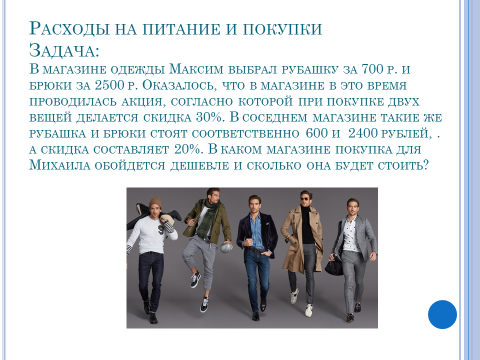 Расходы на питание и покупки
Задача:
В магазине одежды Максим выбрал рубашку за 700 р. и
брюки за 2500 р. Оказалось, что в магазине в это время
проводилась акция, согласно которой при покупке двух
вещей делается скидка 30%. В соседнем магазине такие же
рубашка и брюки стоят соответственно 600 и 2400 рублей, .
а скидка составляет 20%. В каком магазине покупка для
Михаила обойдется дешевле и сколько она будет стоить?